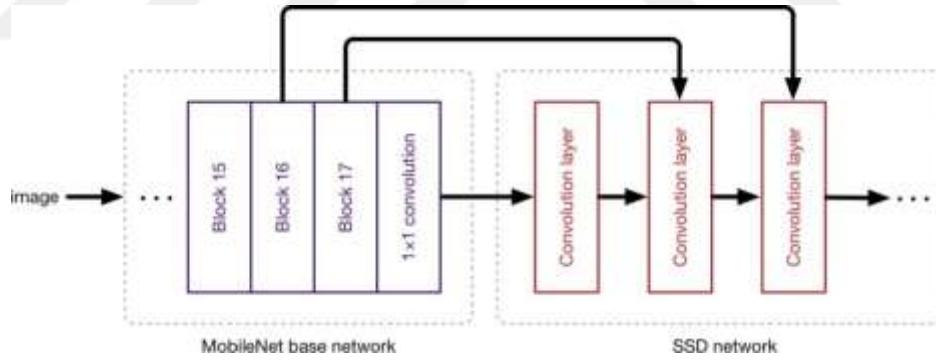 image
...
Block 15
Block 16
Block 17
1×1 convolution
Convolution layer
Convolution layer
Convolution layer
...
MobileNet base network
SSD network